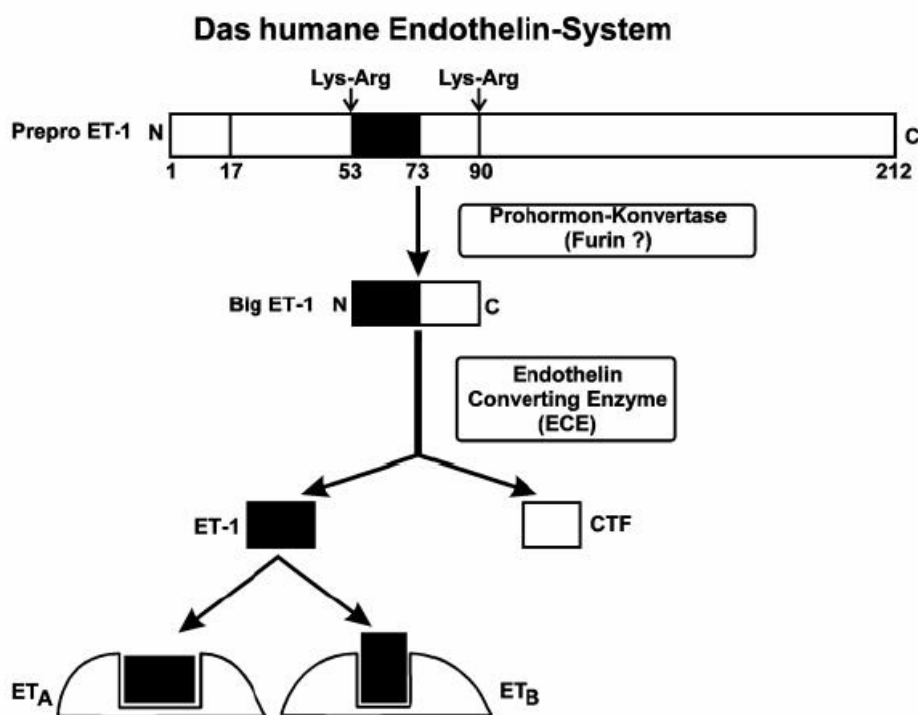 Das humane Endothelin-System
Lys-Arg Lys-Arg
Prepro ET-1 N C
1 17 53 73 90 212
Prohormon-Konvertase
(Furin ?)
Big ET-1 N C
Endothelin
Converting Enzyme
(ECE)
ET-1 CTF
ETA ETB